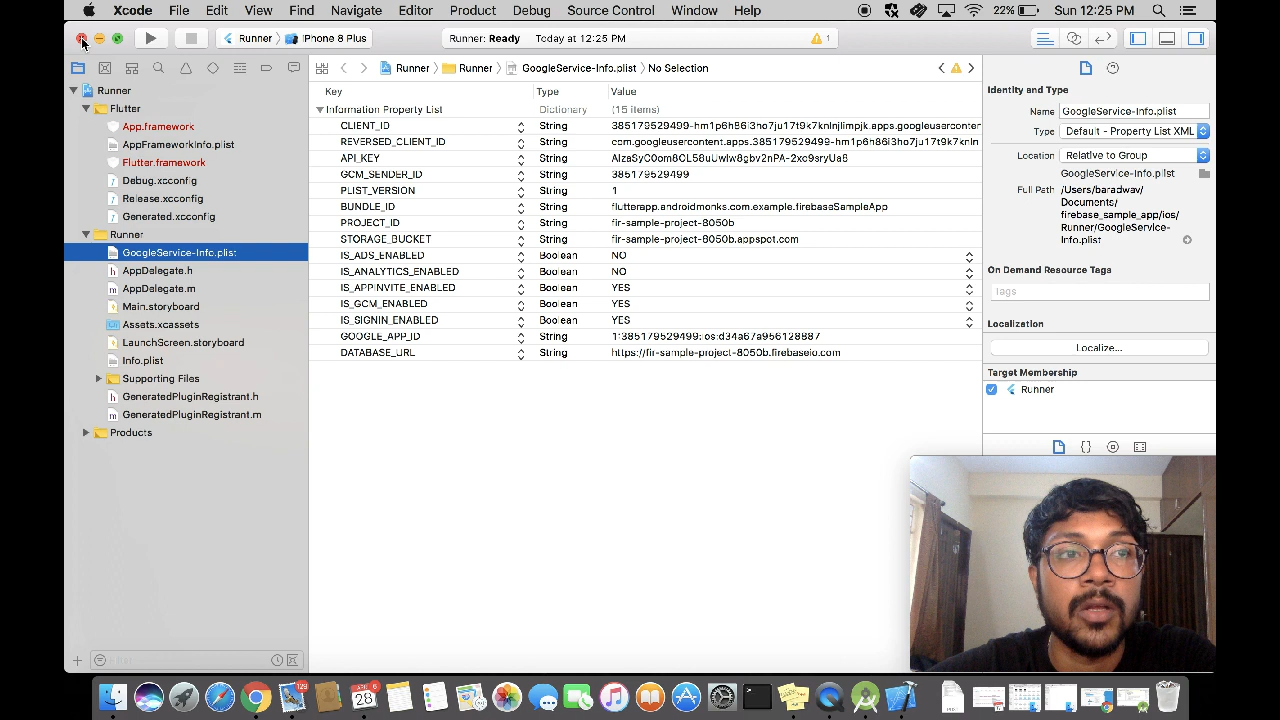 Xcode File Edit View Find Navigate Editor Product Debug Source Control Window Help 22% Sun 12:25 PM
Runner iPhone 8 Plus Runner: Ready Today at 12:25 PM 1
Runner Runner GoogleService-Info.plist No Selection
Runner
Flutter
App.framework
AppFrameworkInfo.plist
Flutter.framework
Debug.xcconfig
Release.xcconfig
Generated.xcconfig
Runner
GoogleService-Info.plist
AppDelegate.h
AppDelegate.m
Main.storyboard
Assets.xcassets
LaunchScreen.storyboard
Info.plist
Supporting Files
GeneratedPluginRegistrant.h
GeneratedPluginRegistrant.m
Products
Key Type Value
Information Property List Dictionary (15 items)
CLIENT_ID String
REVERSED_CLIENT_ID String
API_KEY String
GCM_SENDER_ID String 385179529499
PLIST_VERSION String 1
BUNDLE_ID String flutterapp.androidmonks.com.example.firebaseSampleApp
PROJECT_ID String fir-sample-project-8050b
STORAGE_BUCKET String fir-sample-project-8050b.appspot.com
IS_ADS_ENABLED Boolean NO
IS_ANALYTICS_ENABLED Boolean NO
IS_APPINVITE_ENABLED Boolean YES
IS_GCM_ENABLED Boolean YES
IS_SIGNIN_ENABLED Boolean YES
GOOGLE_APP_ID String 1:385179529499:ios:d34a67a956128887
DATABASE_URL String https://fir-sample-project-8050b.firebaseio.com
Identity and Type
Name GoogleService-Info.plist
Type Default - Property List XML
Location Relative to Group
GoogleService-Info.plist
Full Path /Users/baradwav/
Documents/
firebase_sample_app/ios/
Runner/GoogleService-
Info.plist
On Demand Resource Tags
Tags
Localization
Localize...
Target Membership
Runner
129
28